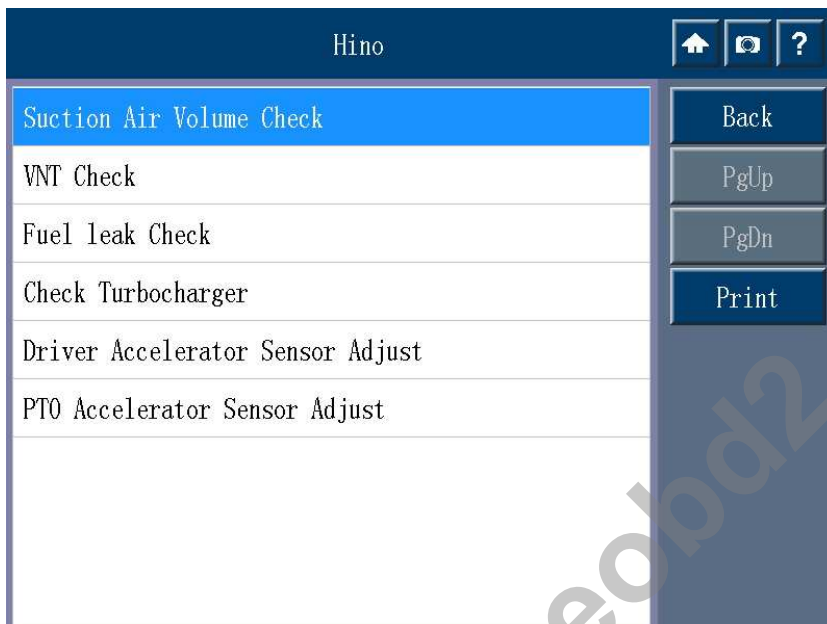 Hino
?
Suction Air Volume Check
VNT Check
Fuel leak Check
Check Turbocharger
Driver Accelerator Sensor Adjust
PTO Accelerator Sensor Adjust
Back
PgUp
PgDn
Print
eobd2